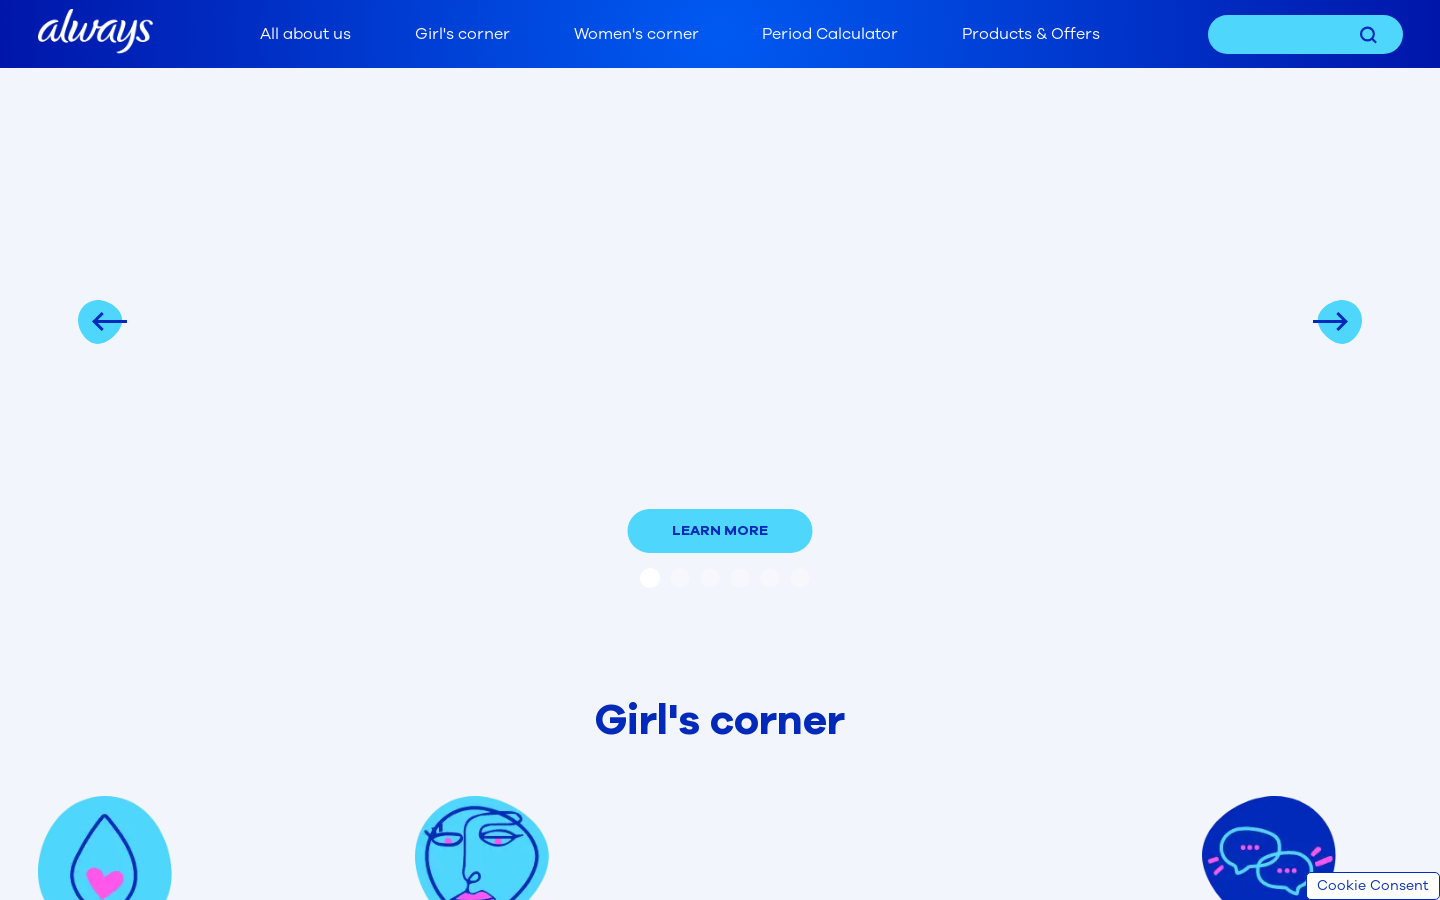 always
All about us
Girl's corner
Women's corner
Period Calculator
Products & Offers
LEARN MORE
Girl's corner
Cookie Consent